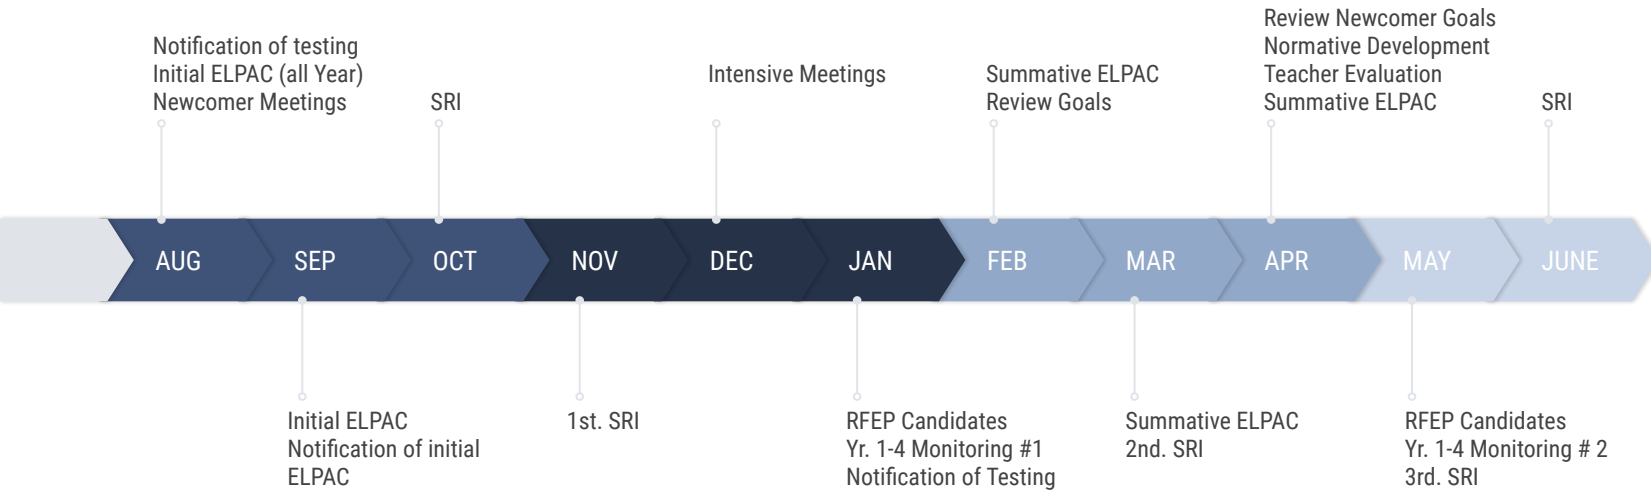 Notification of testing
Initial ELPAC (all Year)
Newcomer Meetings
SRI
Intensive Meetings
Summative ELPAC
Review Goals
Review Newcomer Goals
Normative Development
Teacher Evaluation
Summative ELPAC
SRI
AUG
SEP
OCT
NOV
DEC
JAN
FEB
MAR
APR
MAY
JUNE
Initial ELPAC
Notification of initial
ELPAC
1st. SRI
RFEP Candidates
Yr. 1-4 Monitoring #1
Notification of Testing
Summative ELPAC
2nd. SRI
RFEP Candidates
Yr. 1-4 Monitoring # 2
3rd. SRI